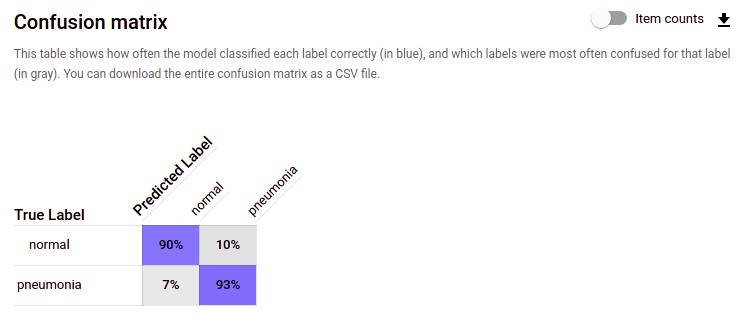 Confusion matrix
Item counts
This table shows how often the model classified each label correctly (in blue), and which labels were most often confused for that label
(in gray). You can download the entire confusion matrix as a CSV file.
Predicted Label
normal
pneumonia
True Label
normal 90% 10%
pneumonia 7% 93%